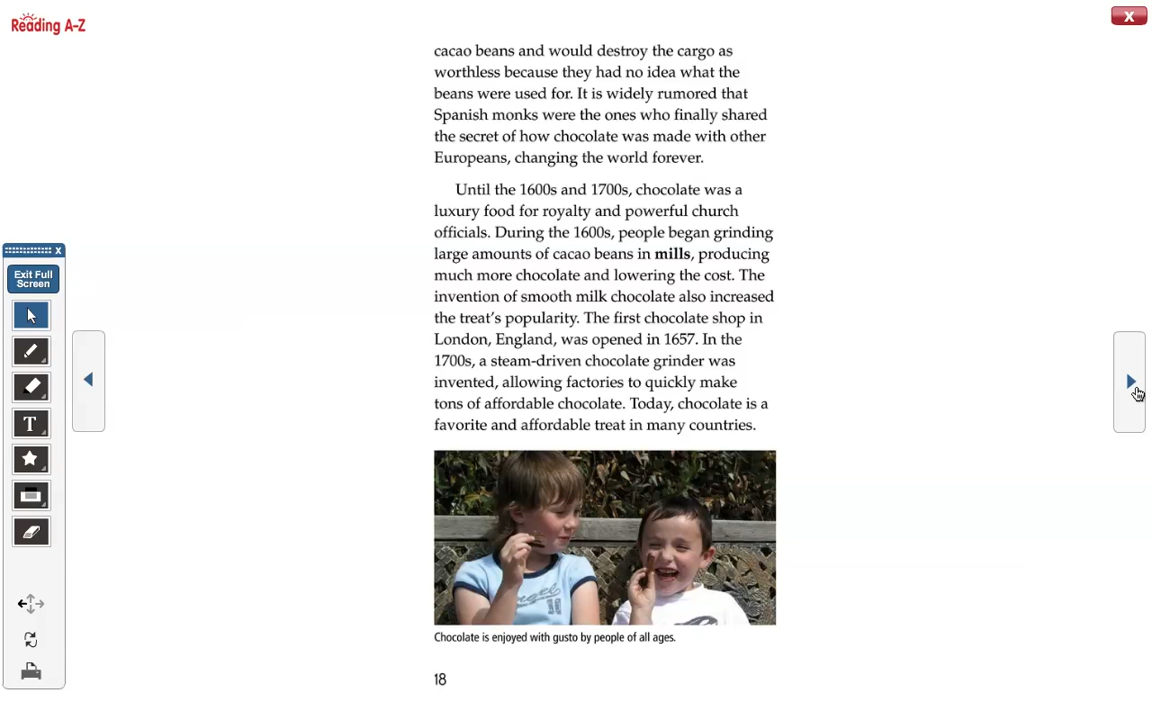 Reading A-Z
X
cacao beans and would destroy the cargo as
worthless because they had no idea what the
beans were used for. It is widely rumored that
Spanish monks were the ones who finally shared
the secret of how chocolate was made with other
Europeans, changing the world forever.
Until the 1600s and 1700s, chocolate was a
luxury food for royalty and powerful church
officials. During the 1600s, people began grinding
large amounts of cacao beans in mills, producing
much more chocolate and lowering the cost. The
invention of smooth milk chocolate also increased
the treat's popularity. The first chocolate shop in
London, England, was opened in 1657. In the
1700s, a steam-driven chocolate grinder was
invented, allowing factories to quickly make
tons of affordable chocolate. Today, chocolate is a
favorite and affordable treat in many countries.
x
Exit Full
Screen
T
Chocolate is enjoyed with gusto by people of all ages.
18